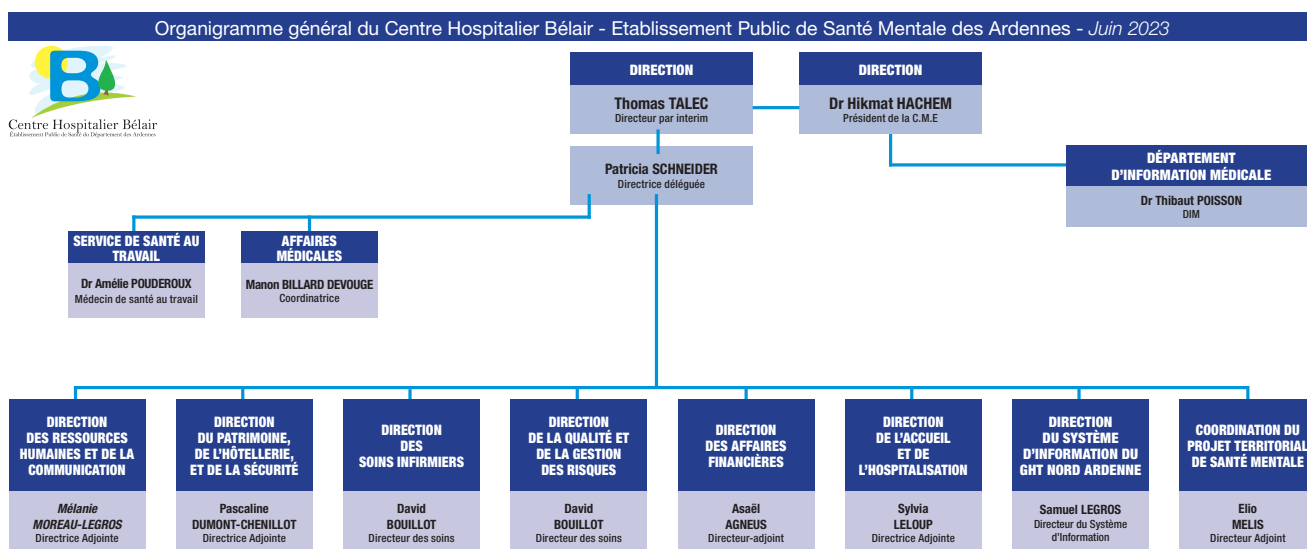 Organigramme général du Centre Hospitalier Bélair - Etablissement Public de Santé Mentale des Ardennes - Juin 2023
B
Centre Hospitalier Bélair
Établissement Public de Santé du Département des Ardennes
DIRECTION
Thomas TALEC
Directeur par interim
DIRECTION
Dr Hikmat HACHEM
Président de la C.M.E
Patricia SCHNEIDER
Directrice déléguée
DÉPARTEMENT
D'INFORMATION MÉDICALE
Dr Thibaut POISSON
DIM
SERVICE DE SANTÉ AU
TRAVAIL
Dr Amélie POUDEROUX
Médecin de santé au travail
AFFAIRES
MÉDICALES
Manon BILLARD DEVOUGE
Coordinatrice
DIRECTION
DES RESSOURCES
HUMAINES ET DE LA
COMMUNICATION
Mélanie
MOREAU-LEGROS
Directrice Adjointe
DIRECTION
DU PATRIMOINE,
DE L'HÔTELLERIE,
ET DE LA SÉCURITÉ
Pascaline
DUMONT-CHENILLOT
Directrice Adjointe
DIRECTION
DES
SOINS INFIRMIERS
David
BOUILLOT
Directeur des soins
DIRECTION
DE LA QUALITÉ ET
DE LA GESTION
DES RISQUES
David
BOUILLOT
Directeur des soins
DIRECTION
DES AFFAIRES
FINANCIÈRES
Asaël
AGNEUS
Directeur-adjoint
DIRECTION
DE L'ACCUEIL
ET DE
L'HOSPITALISATION
Sylvia
LELOUP
Directrice Adjointe
DIRECTION
DU SYSTÈME
D'INFORMATION DU
GHT NORD ARDENNE
Samuel LEGROS
Directeur du Système
d'Information
COORDINATION DU
PROJET TERRITORIAL
DE SANTÉ MENTALE
Elio
MELIS
Directeur Adjoint